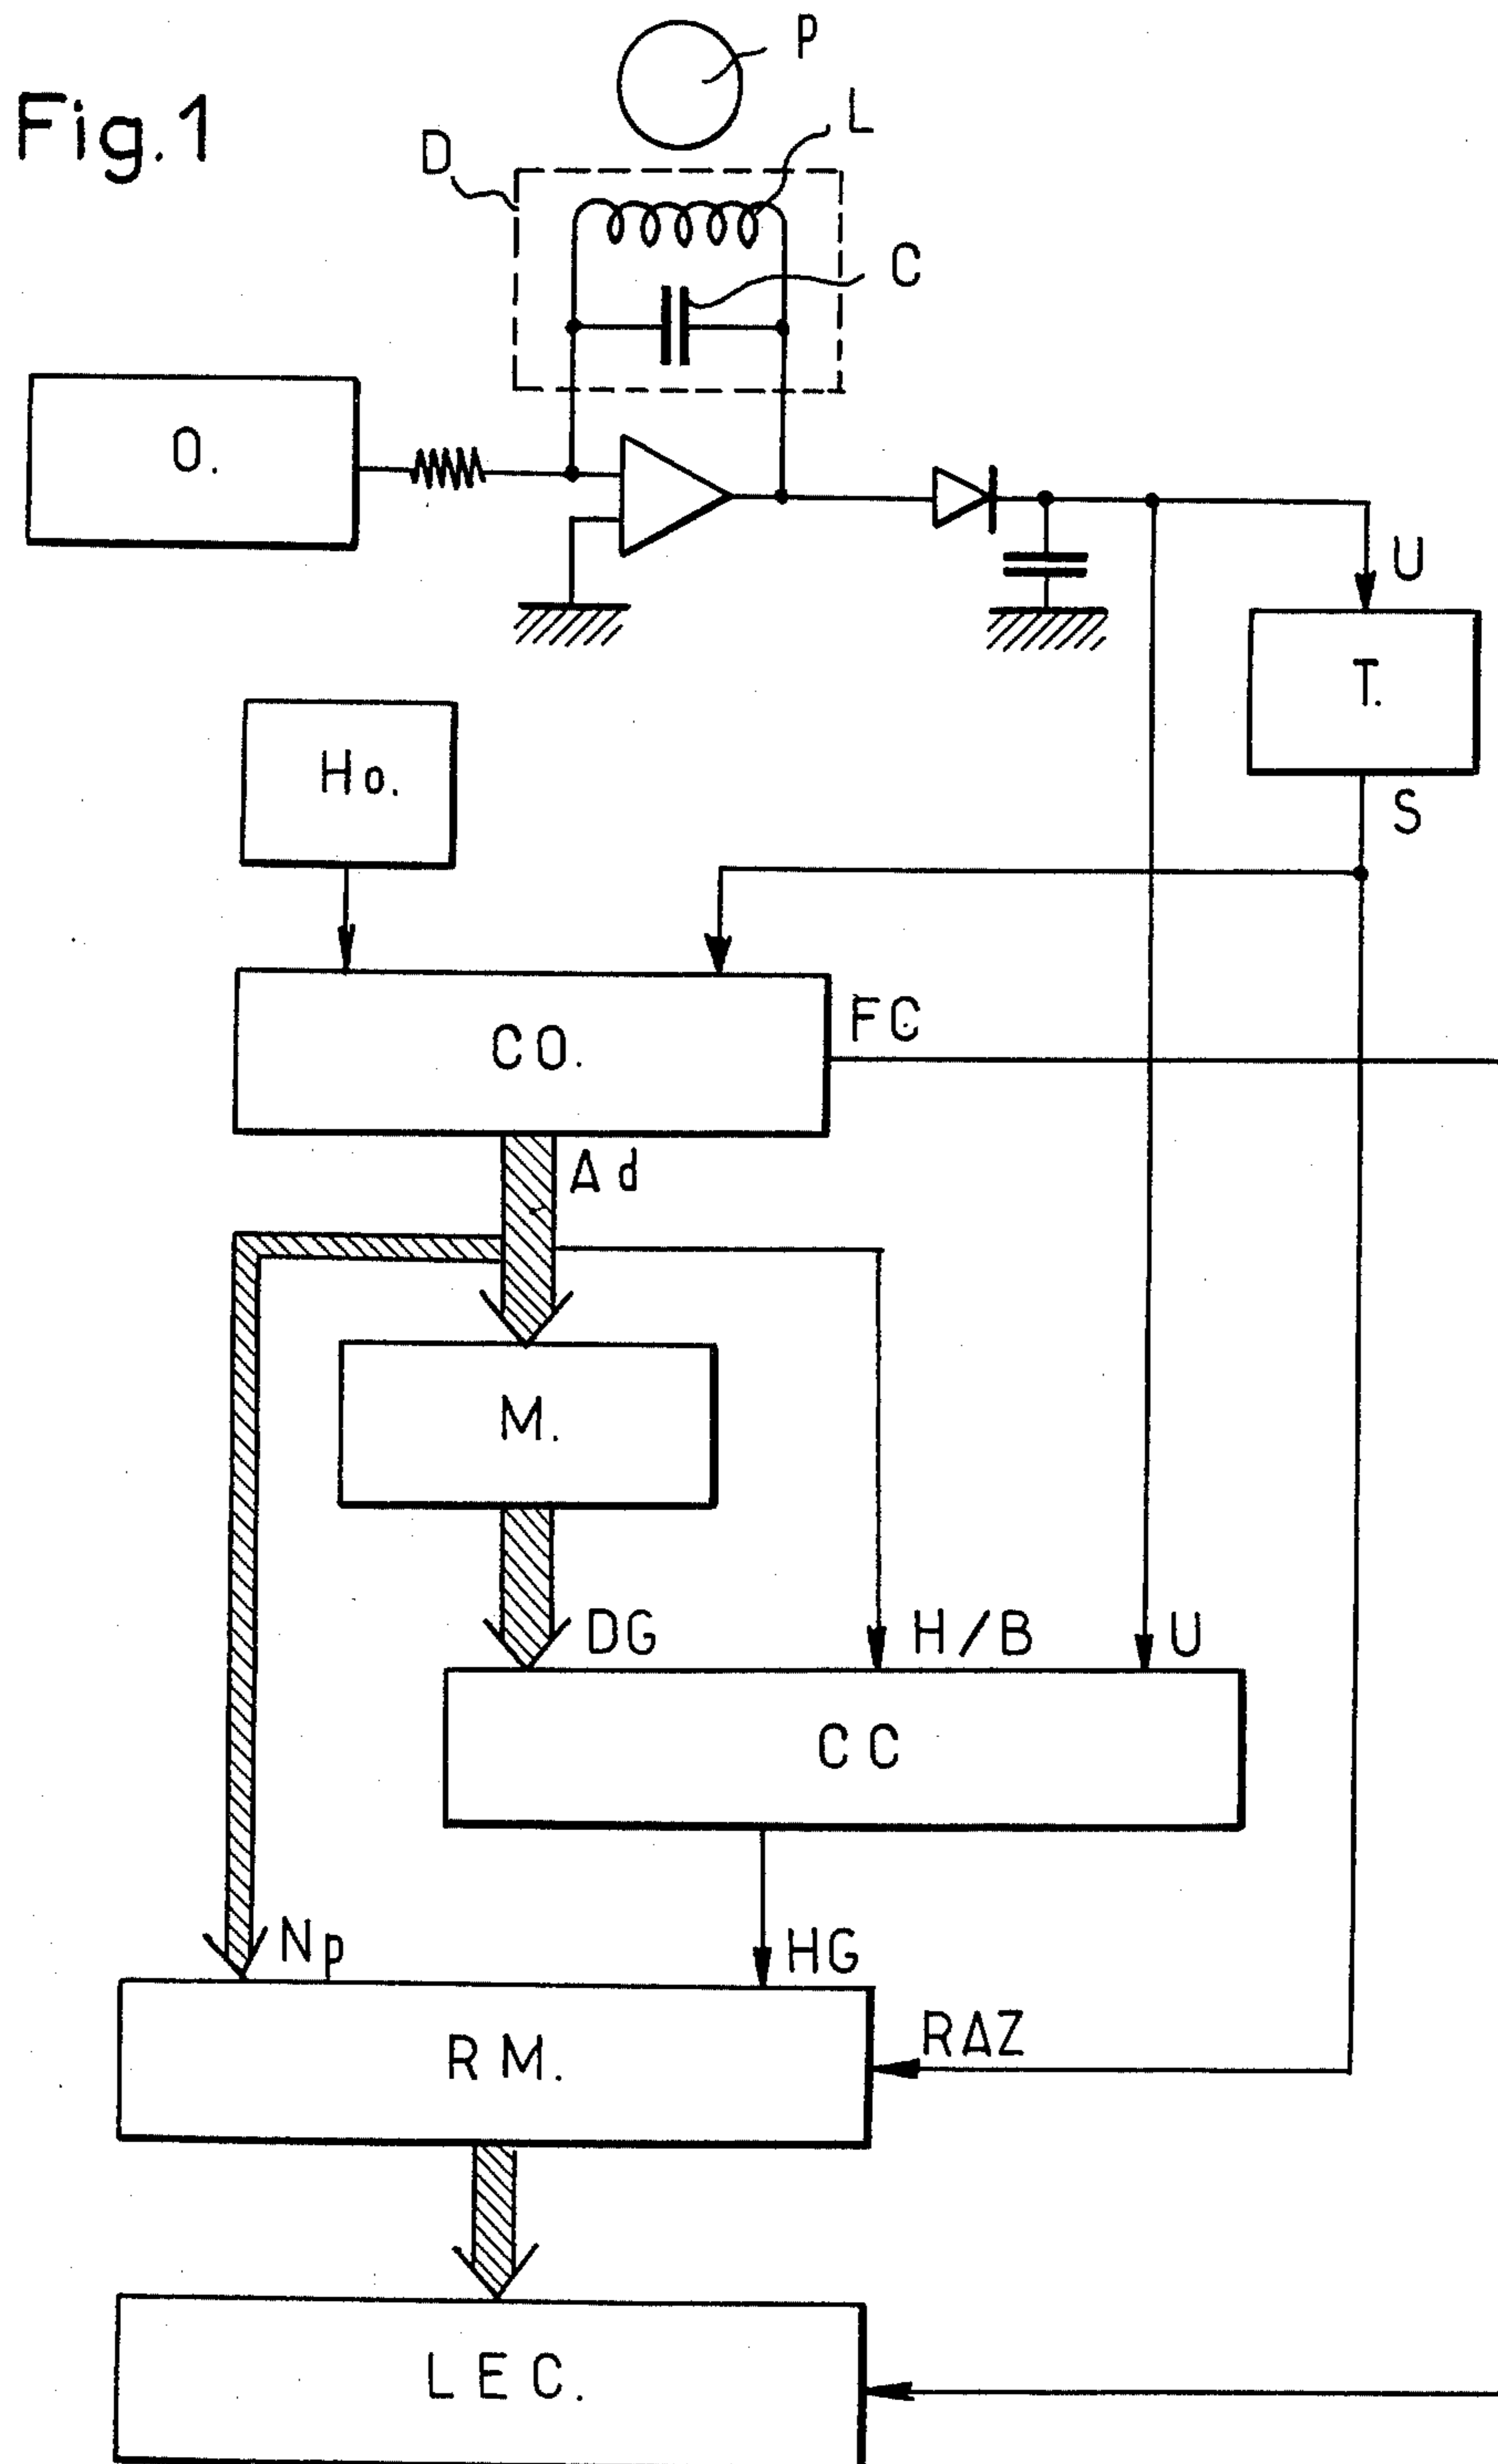 P
Fig.1
L
D
C
O.
U
T.
Ho.
S
FC
CO.
Ad
M.
DG
H/B
U
CC
Np
HG
RAZ
RM.
LEC.